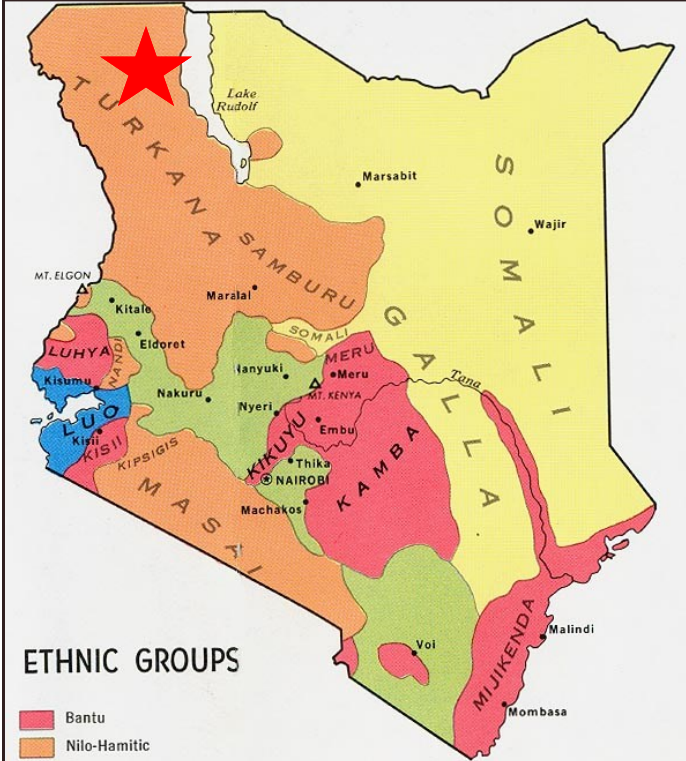 Lake
Rudolf
TURKANA
Marsabit
SOMALI
Wajir
SAMBURU
MT. ELGON
Maralal
Kitale
GALLA
SOMALI
Eldoret
LUHYA
NANDI
MERU
Nanyuki
Meru
Tana
Kisumu
MT. KENYA
Nakuru
LUO
Nyeri
Embu
Kisii
KISII
KIKUYU
KAMBA
KIPSIGIS
Thika
NAIROBI
MASAI
Machakos
MIJIKENDA
Malindi
Voi
Mombasa
ETHNIC GROUPS
Bantu
Nilo-Hamitic